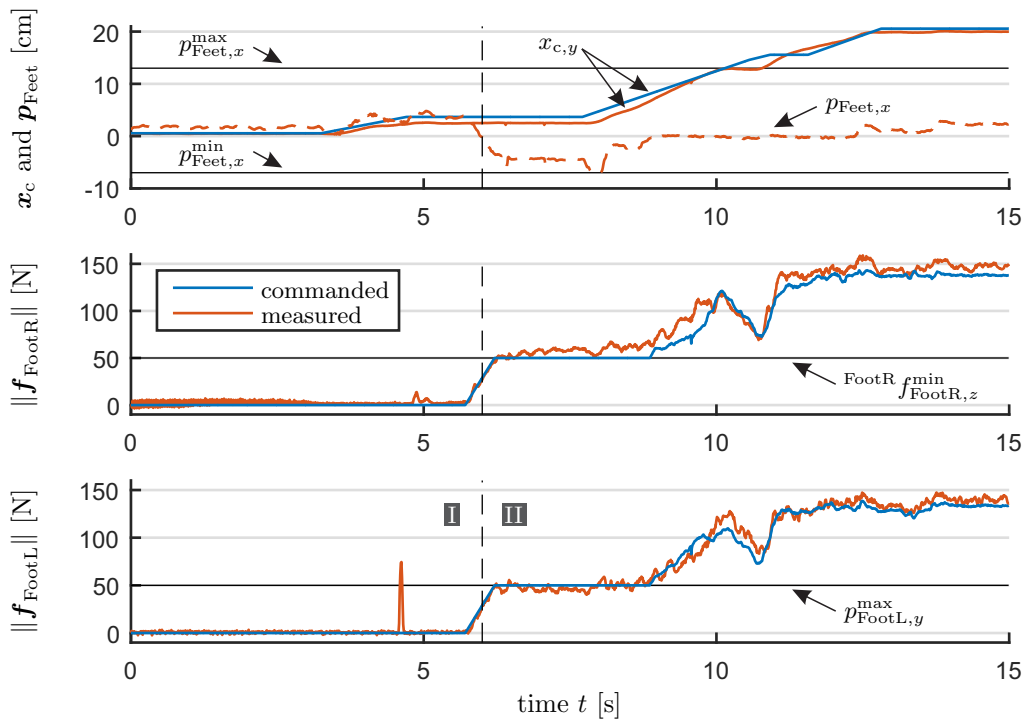 x_c and p_Feet [cm]
20
10
0
-10
p^max_Feet,x
p^min_Feet,x
x_c,y
p_Feet,x
0
5
10
15
||f_FootR|| [N]
150
100
50
0
commanded
measured
^FootR f^min_FootR,z
0
5
10
15
||f_FootL|| [N]
150
100
50
0
I
II
p^max_FootL,y
0
5
10
15
time t [s]